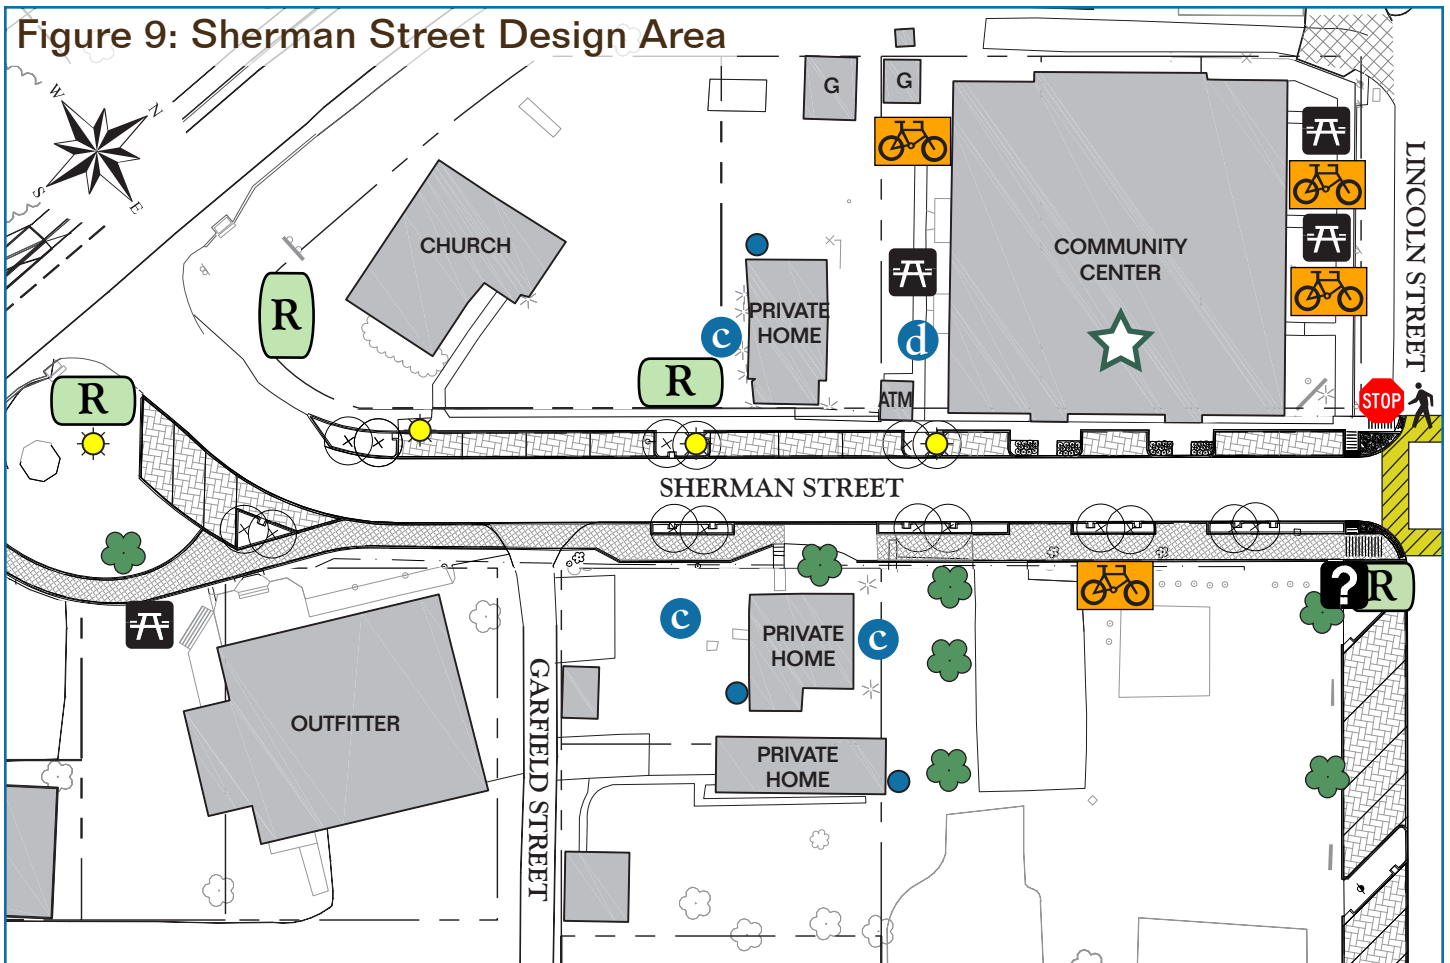 Figure 9: Sherman Street Design Area
W
N
S
E
G
G
CHURCH
COMMUNITY
CENTER
LINCOLN STREET
R
PRIVATE
HOME
c
d
R
R
ATM
STOP
SHERMAN STREET
?
R
c
PRIVATE
HOME
c
OUTFITTER
GARFIELD STREET
PRIVATE
HOME